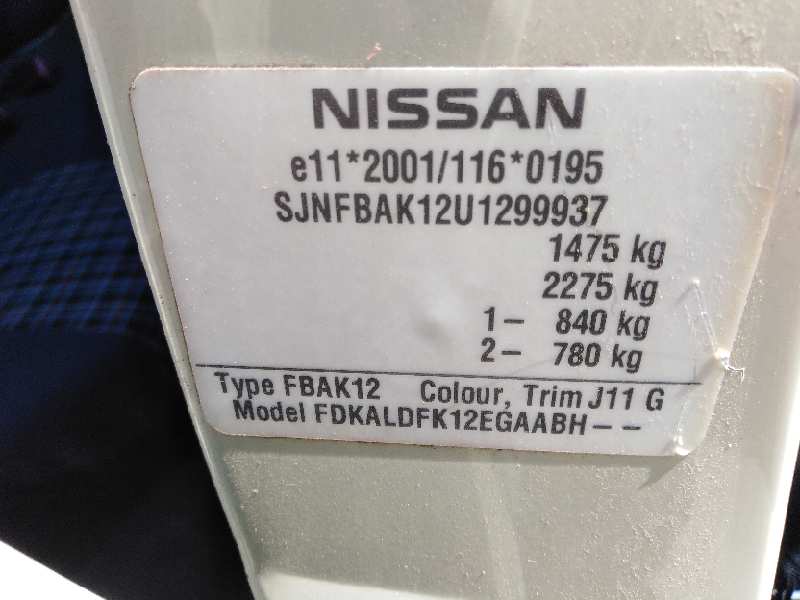 NISSAN
e11*2001/116*0195
SJNFBAK12U1299937
1475 kg
2275 kg
1- 840 kg
2- 780 kg
Type FBAK12 Colour, Trim J11 G
Model FDKALDFK12EGAABH--